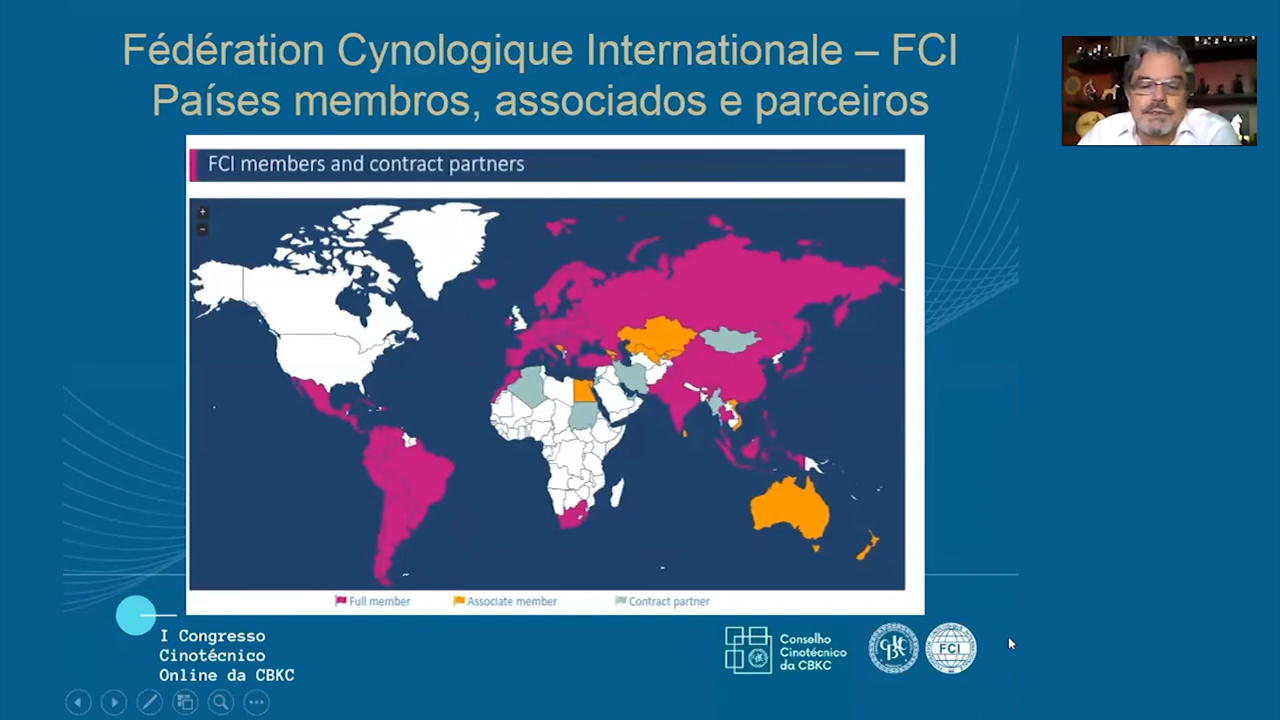 Fédération Cynologique Internationale – FCI
Países membros, associados e parceiros
FCI members and contract partners
+
−
Full member
Associate member
Contract partner
I Congresso
Cinotécnico
Online da CBKC
Conselho
Cinotécnico
da CBKC
CBKC
FCI